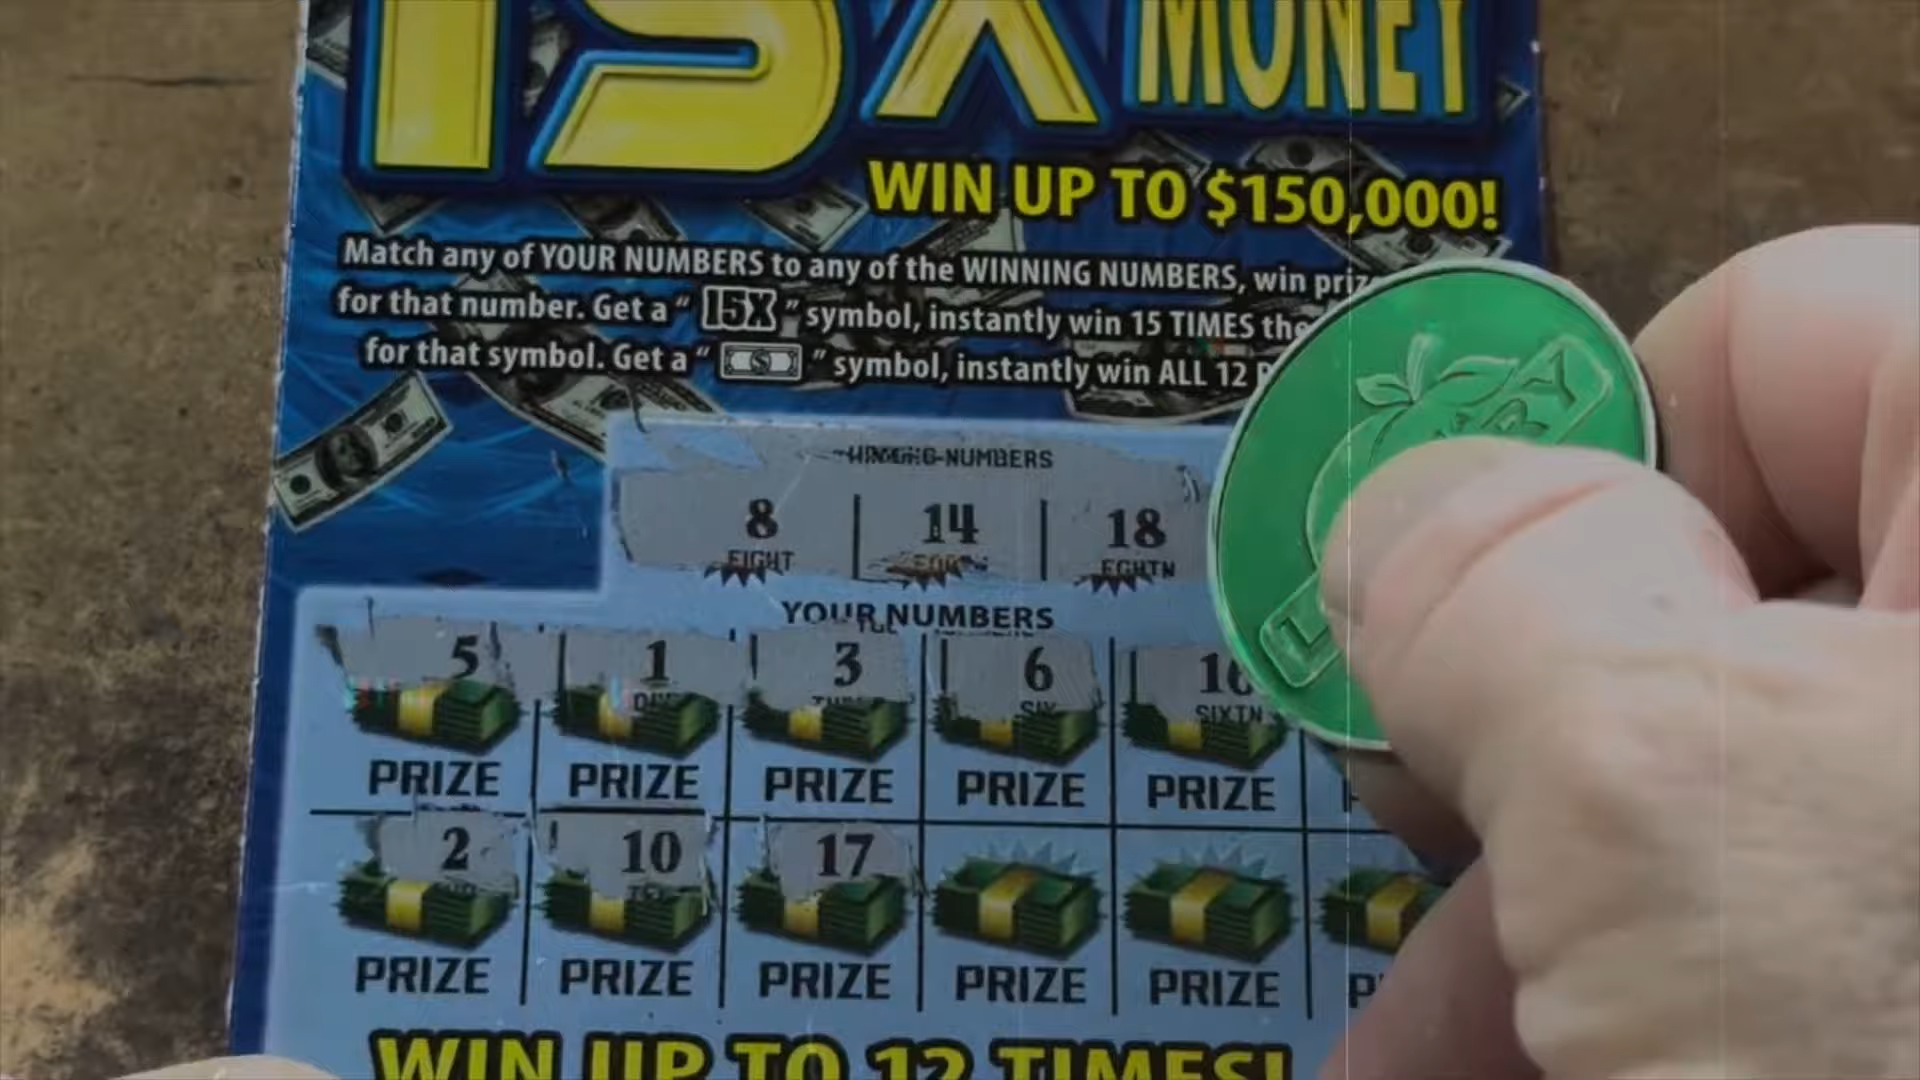 15X MONEY
WIN UP TO $150,000!
Match any of YOUR NUMBERS to any of the WINNING NUMBERS, win
for that number. Get a " 15X " symbol, instantly win 15 TIMES the
for that symbol. Get a " $ " symbol, instantly win ALL 12
NUMBERS
8 14 18
EIGHT EGHTN
YOUR NUMBERS
5 1 3 6
SIX SIXTN
PRIZE PRIZE PRIZE PRIZE PRIZE
2 10 17
PRIZE PRIZE PRIZE PRIZE PRIZE
WIN UP TO 12 TIMES!